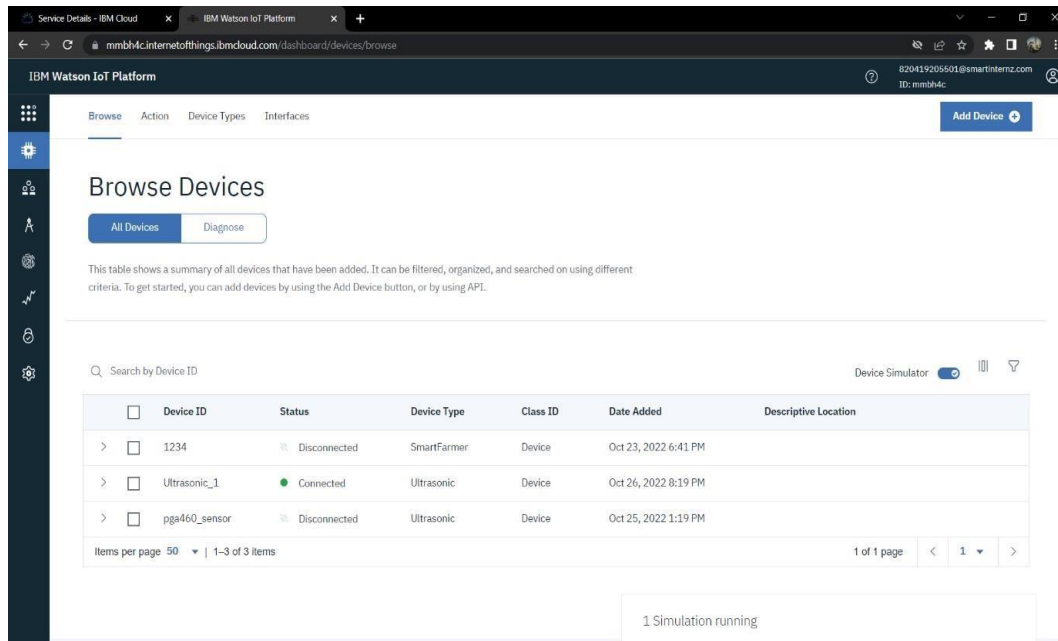 Service Details - IBM Cloud
IBM Watson IoT Platform
mmbh4c.internetofthings.ibmcloud.com/dashboard/devices/browse
IBM Watson IoT Platform
820419205501@smartinternz.com
ID: mmbh4c
Browse Action Device Types Interfaces
Add Device
Browse Devices
All Devices Diagnose
This table shows a summary of all devices that have been added. It can be filtered, organized, and searched on using different
criteria. To get started, you can add devices by using the Add Device button, or by using API.
Search by Device ID
Device Simulator
Device ID Status Device Type Class ID Date Added Descriptive Location
1234 Disconnected SmartFarmer Device Oct 23, 2022 6:41 PM
Ultrasonic_1 Connected Ultrasonic Device Oct 26, 2022 8:19 PM
pga460_sensor Disconnected Ultrasonic Device Oct 25, 2022 1:19 PM
Items per page 50 | 1–3 of 3 items
1 of 1 page 1
1 Simulation running